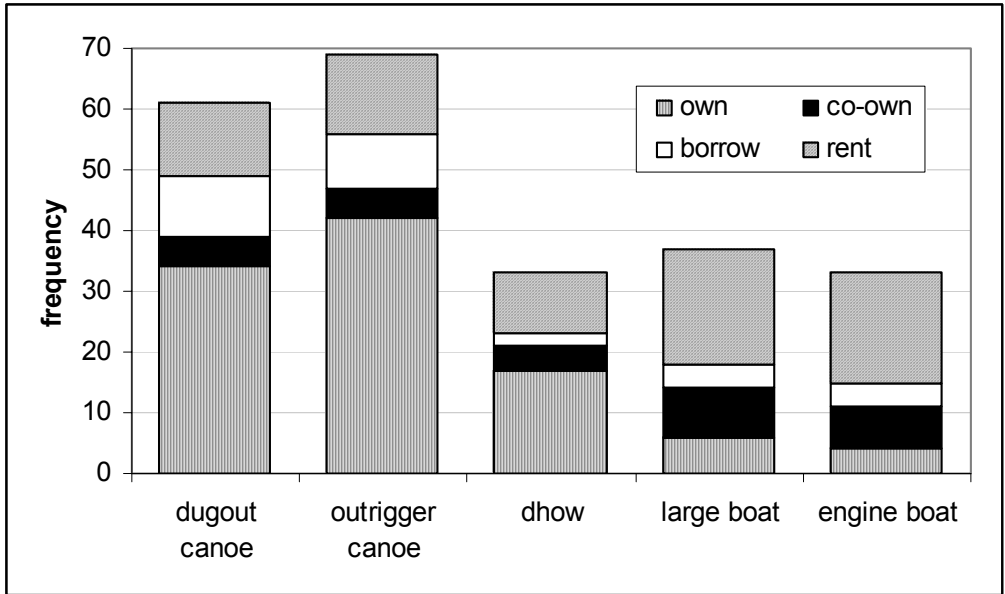 70
60
50
40
30
20
10
0
frequency
own co-own
borrow rent
dugout canoe
outrigger canoe
dhow
large boat
engine boat